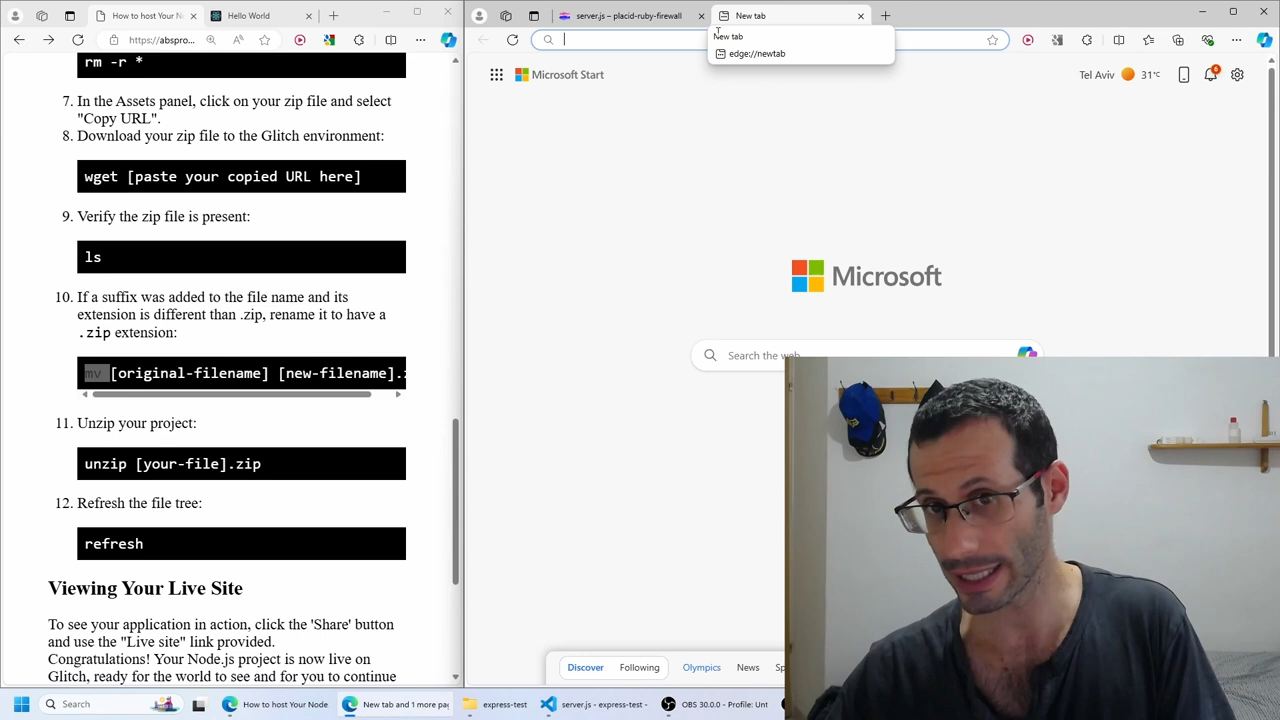 How to host Your N
Hello World
https://abspro
rm -r *
7. In the Assets panel, click on your zip file and select
"Copy URL".
8. Download your zip file to the Glitch environment:
wget [paste your copied URL here]
9. Verify the zip file is present:
ls
10. If a suffix was added to the file name and its
extension is different than .zip, rename it to have a
.zip extension:
mv [original-filename] [new-filename].z
11. Unzip your project:
unzip [your-file].zip
12. Refresh the file tree:
refresh
Viewing Your Live Site
To see your application in action, click the 'Share' button
and use the "Live site" link provided.
Congratulations! Your Node.js project is now live on
Glitch, ready for the world to see and for you to continue
server.js – placid-ruby-firewall
New tab
New tab
edge://newtab
Microsoft Start
Tel Aviv 31°C
Microsoft
Search the web
Discover Following Olympics News Sp
Search
How to host Your Node
New tab and 1 more pag
express-test
server.js - express-test -
OBS 30.0.0 - Profile: Unt